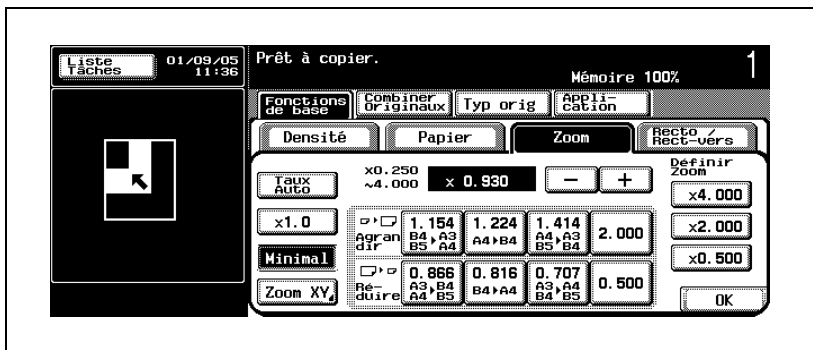 Liste
Tâches
01/09/05
11:36
Prêt à copier.
Mémoire 100%
1
Fonctions
de base
Combiner
Originaux
Typ orig
Appli-
cation
Densité
Papier
Zoom
Recto /
Rect-vers
Taux
Auto
x0.250
~4.000
x 0.930
−
+
Définir
Zoom
x4.000
x1.0
Agran
dir
1.154
B4▸A3
B5▸A4
1.224
A4▸B4
1.414
A4▸A3
B5▸B4
2.000
x2.000
Minimal
x0.500
Zoom XY
Ré-
duire
0.866
A3▸B4
A4▸B5
0.816
B4▸A4
0.707
A3▸A4
B4▸B5
0.500
OK